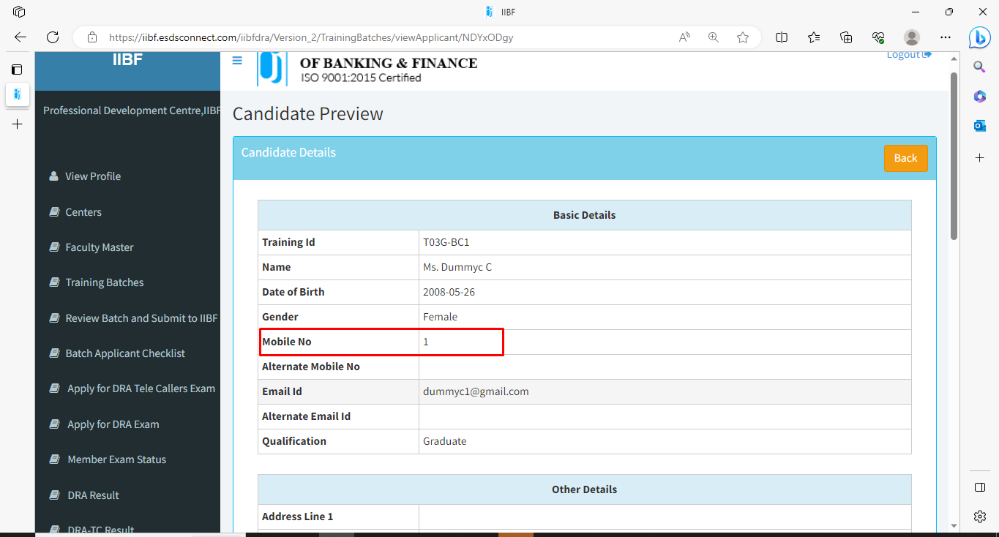 IIBF
https://iibf.esdsconnect.com/iibfdra/Version_2/TrainingBatches/viewApplicant/NDYxODgy
IIBF
OF BANKING & FINANCE
ISO 9001:2015 Certified
Logout
Professional Development Centre,IIBF
View Profile
Centers
Faculty Master
Training Batches
Review Batch and Submit to IIBF
Batch Applicant Checklist
Apply for DRA Tele Callers Exam
Apply for DRA Exam
Member Exam Status
DRA Result
DRA-TC Result
Candidate Preview
Candidate Details
Back
Basic Details
Training Id T03G-BC1
Name Ms. Dummyc C
Date of Birth 2008-05-26
Gender Female
Mobile No 1
Alternate Mobile No
Email Id dummyc1@gmail.com
Alternate Email Id
Qualification Graduate
Other Details
Address Line 1